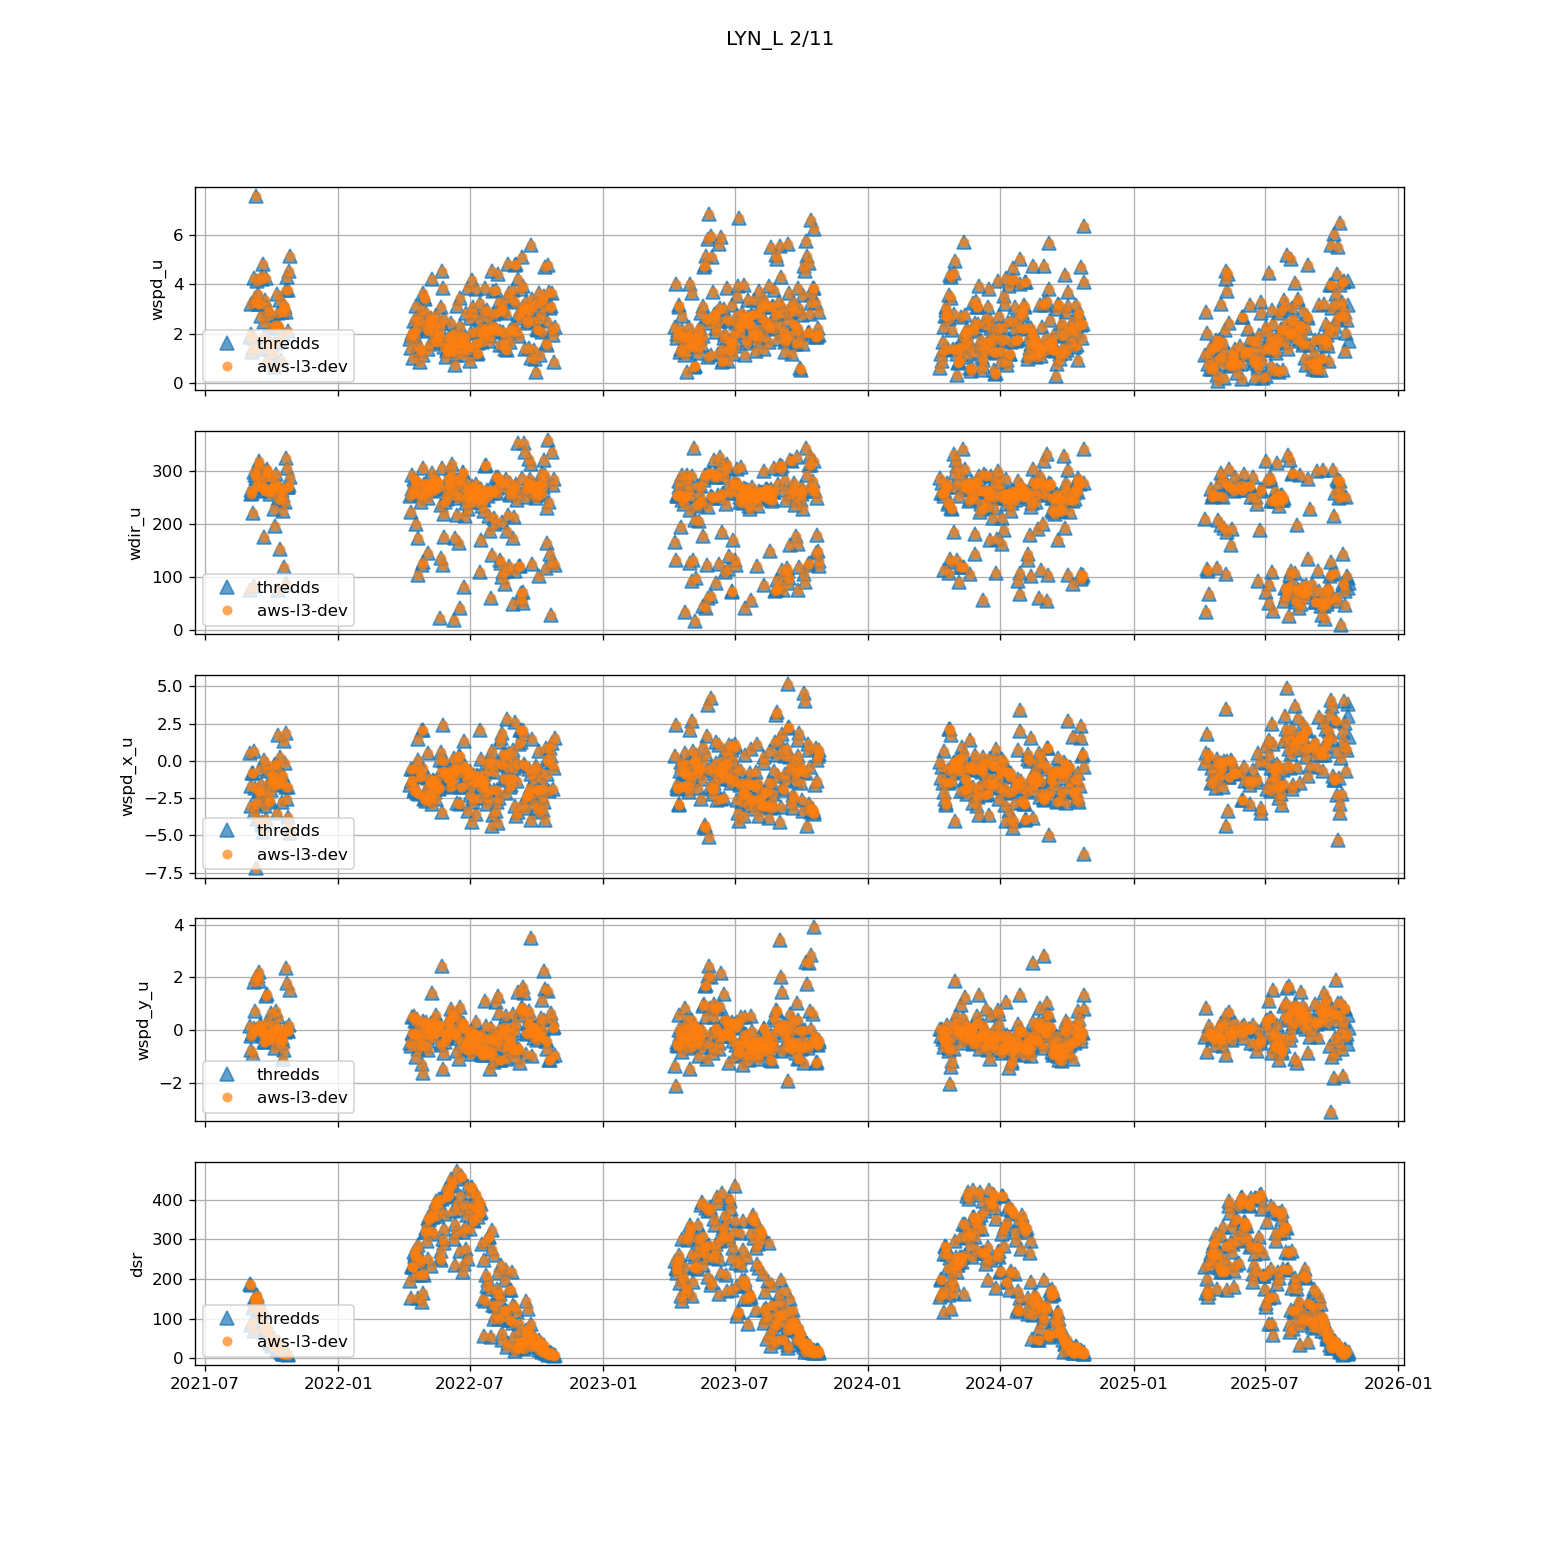 LYN_L 2/11
wspd_u
6
4
2
0
thredds
aws-l3-dev
wdir_u
300
200
100
0
thredds
aws-l3-dev
wspd_x_u
5.0
2.5
0.0
−2.5
−5.0
−7.5
thredds
aws-l3-dev
wspd_y_u
4
2
0
−2
thredds
aws-l3-dev
dsr
400
300
200
100
0
thredds
aws-l3-dev
2021-07 2022-01 2022-07 2023-01 2023-07 2024-01 2024-07 2025-01 2025-07 2026-01